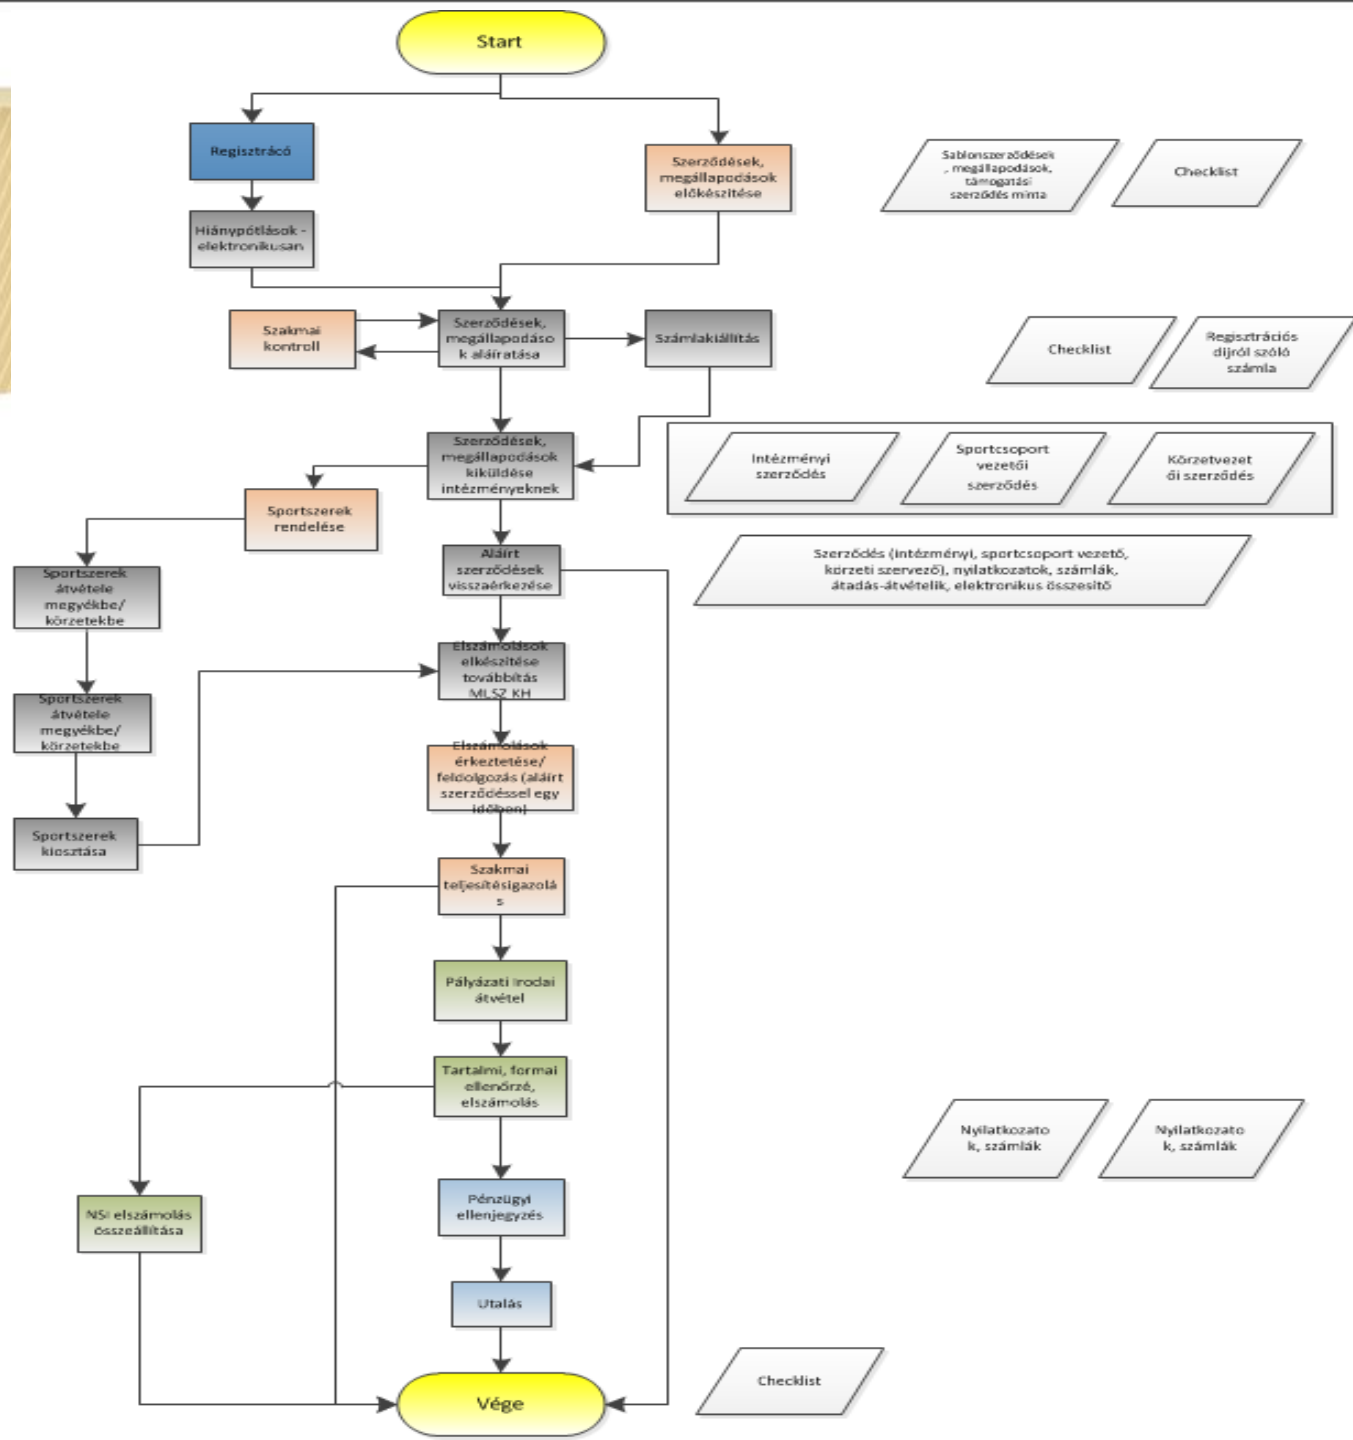 Start
Regisztrácó
Szerződések,
megállapodások
előkészítése
Sablonszerződések
, megállapodások,
támogatási
szerződés minta
Checklist
Hiánypótlások -
elektronikusan
Szakmai
kontroll
Szerződések,
megállapodáso
k aláíratása
Számlakiállítás
Checklist
Regisztrációs
díjról szóló
számla
Szerződések,
megállapodások
kiküldése
intézményeknek
Intézményi
szerződés
Sportcsoport
vezetői
szerződés
Körzetvezet
ői szerződés
Sportszerek
rendelése
Aláírt
szerződések
visszaérkezése
Szerződés (intézményi, sportcsoport vezető,
körzeti szervező), nyilatkozatok, számlák,
átadás-átvételik, elektronikus összesítő
Sportszerek
átvétele
megyékbe/
körzetekbe
Elszámolások
elkészítése
továbbítás
MLSZ KH
Sportszerek
átvétele
megyékbe/
körzetekbe
Elszámolások
érkeztetése/
feldolgozás (aláírt
szerződéssel egy
időben)
Sportszerek
kiosztása
Szakmai
teljesítésigazolá
s
Pályázati Irodai
átvétel
Tartalmi, formai
ellenőrzé,
elszámolás
Nyilatkozato
k, számlák
Nyilatkozato
k, számlák
NSI elszámolás
összeállítása
Pénzügyi
ellenjegyzés
Utalás
Checklist
Vége